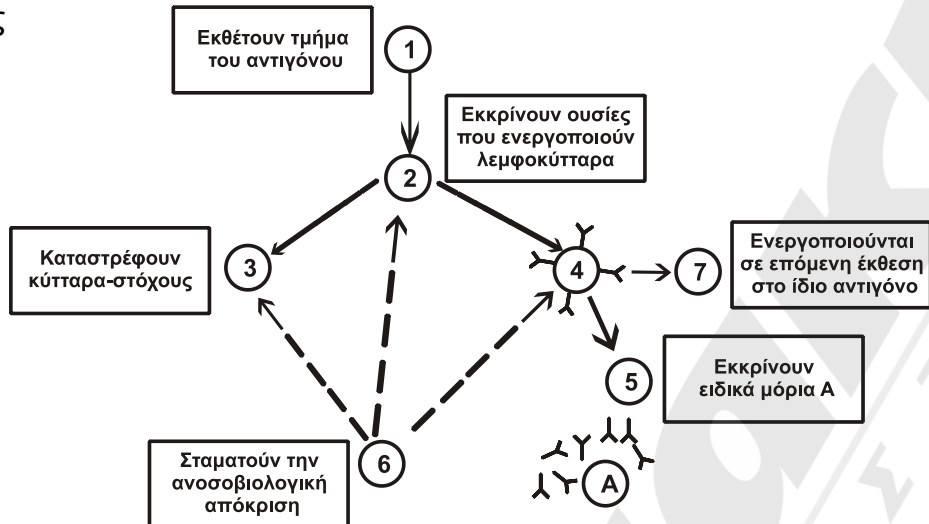 ς
Εκθέτουν τμήμα
του αντιγόνου
1
Εκκρίνουν ουσίες
που ενεργοποιούν
λεμφοκύτταρα
2
Καταστρέφουν
κύτταρα-στόχους
3
4
7
Ενεργοποιούνται
σε επόμενη έκθεση
στο ίδιο αντιγόνο
5
Εκκρίνουν
ειδικά μόρια Α
Σταματούν την
ανοσοβιολογική
απόκριση
6
Α